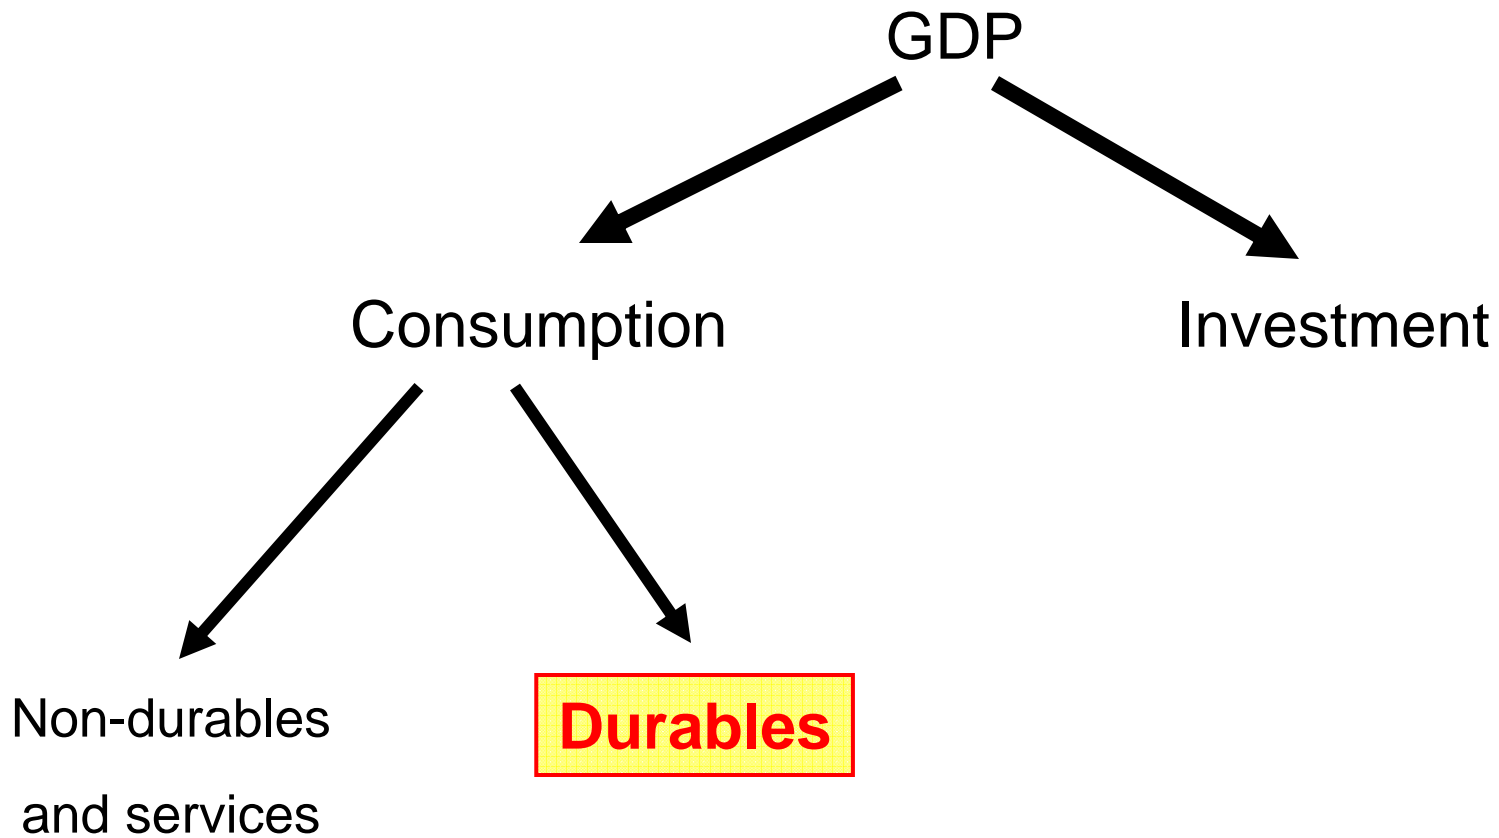 GDP
Consumption
Investment
Non-durables
and services
Durables